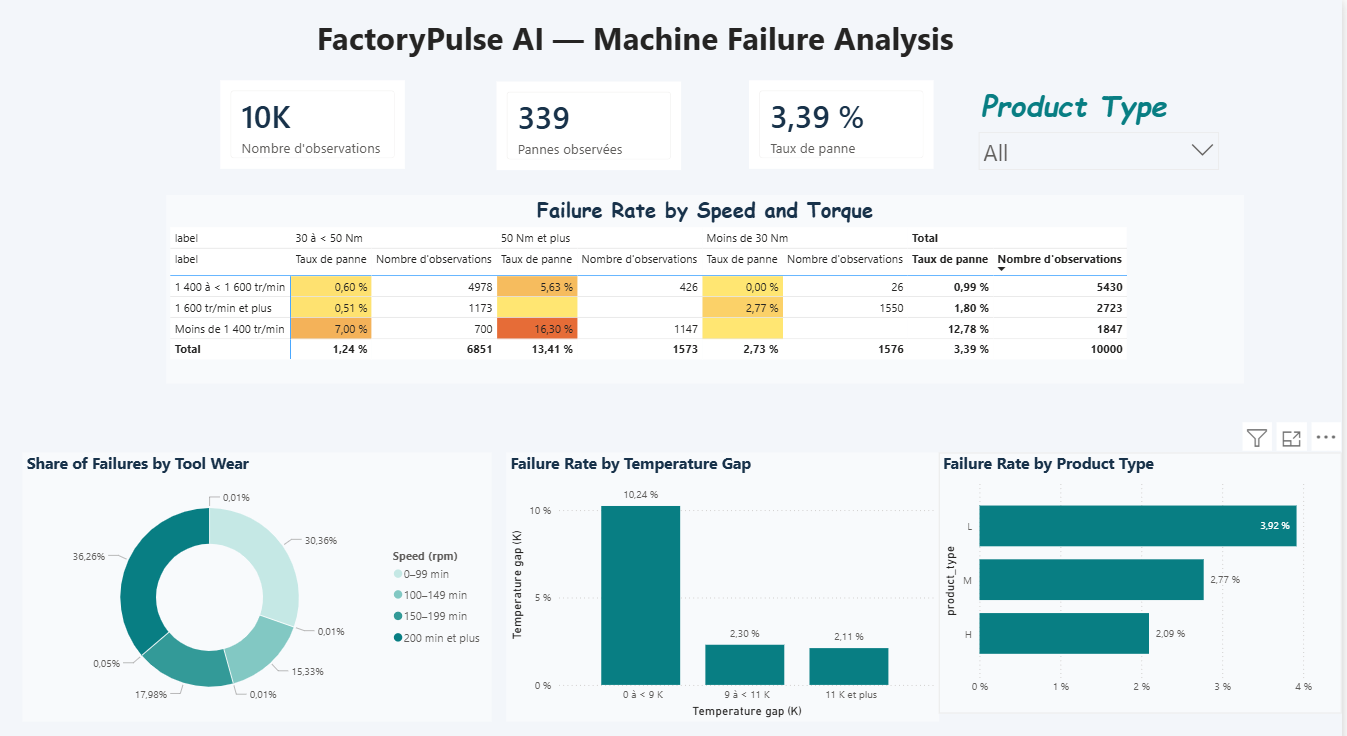 FactoryPulse AI — Machine Failure Analysis
10K
Nombre d'observations
339
Pannes observées
3,39 %
Taux de panne
Product Type
All
Failure Rate by Speed and Torque
label 30 à < 50 Nm 50 Nm et plus Moins de 30 Nm Total
label Taux de panne Nombre d'observations Taux de panne Nombre d'observations Taux de panne Nombre d'observations Taux de panne Nombre d'observations
1 400 à < 1 600 tr/min 0,60 % 4978 5,63 % 426 0,00 % 26 0,99 % 5430
1 600 tr/min et plus 0,51 % 1173 2,77 % 1550 1,80 % 2723
Moins de 1 400 tr/min 7,00 % 700 16,30 % 1147 12,78 % 1847
Total 1,24 % 6851 13,41 % 1573 2,73 % 1576 3,39 % 10000
Share of Failures by Tool Wear
0,01%
30,36%
0,01%
15,33%
0,01%
17,98%
0,05%
36,26%
Speed (rpm)
0–99 min
100–149 min
150–199 min
200 min et plus
Failure Rate by Temperature Gap
Temperature gap (K)
10 %
5 %
0 %
10,24 %
2,30 %
2,11 %
0 à < 9 K
9 à < 11 K
11 K et plus
Temperature gap (K)
Failure Rate by Product Type
product_type
L
3,92 %
M
2,77 %
H
2,09 %
0 %
1 %
2 %
3 %
4 %